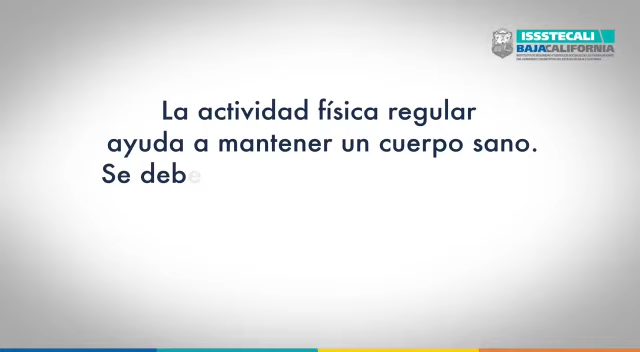 ISSSTECALI
BAJACALIFORNIA
La actividad física regular
ayuda a mantener un cuerpo sano.
Se debe